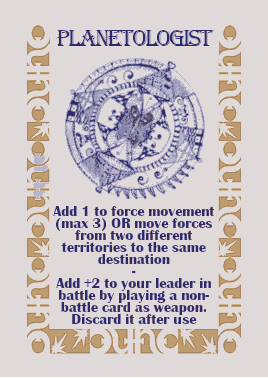 PLANETOLOGIST
Add 1 to force movement
(max 3) OR move forces
from two different
territories to the same
destination
-
Add +2 to your leader in
battle by playing a non-
battle card as weapon.
Discard it after use